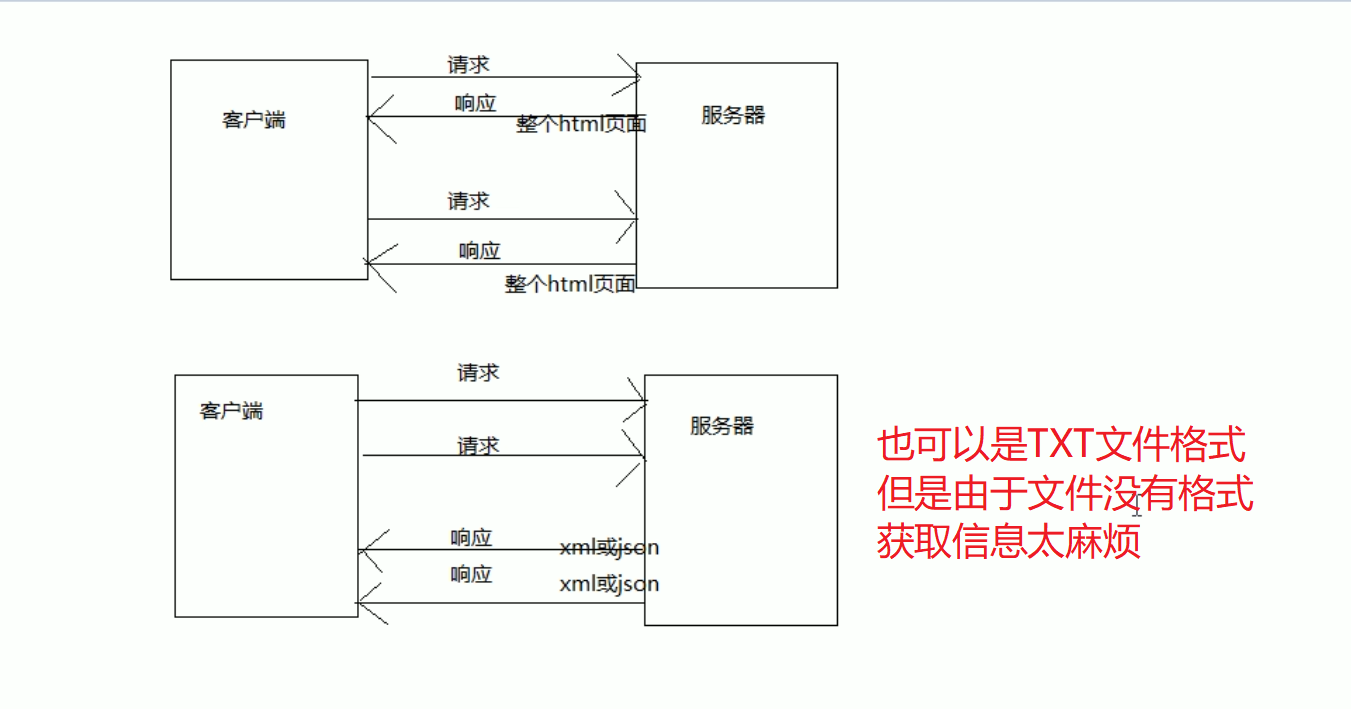 请求
响应
客户端
服务器
整个html页面
请求
响应
整个html页面
请求
客户端
服务器
请求
也可以是TXT文件格式
但是由于文件没有格式
获取信息太麻烦
响应
xml或json
响应
xml或json